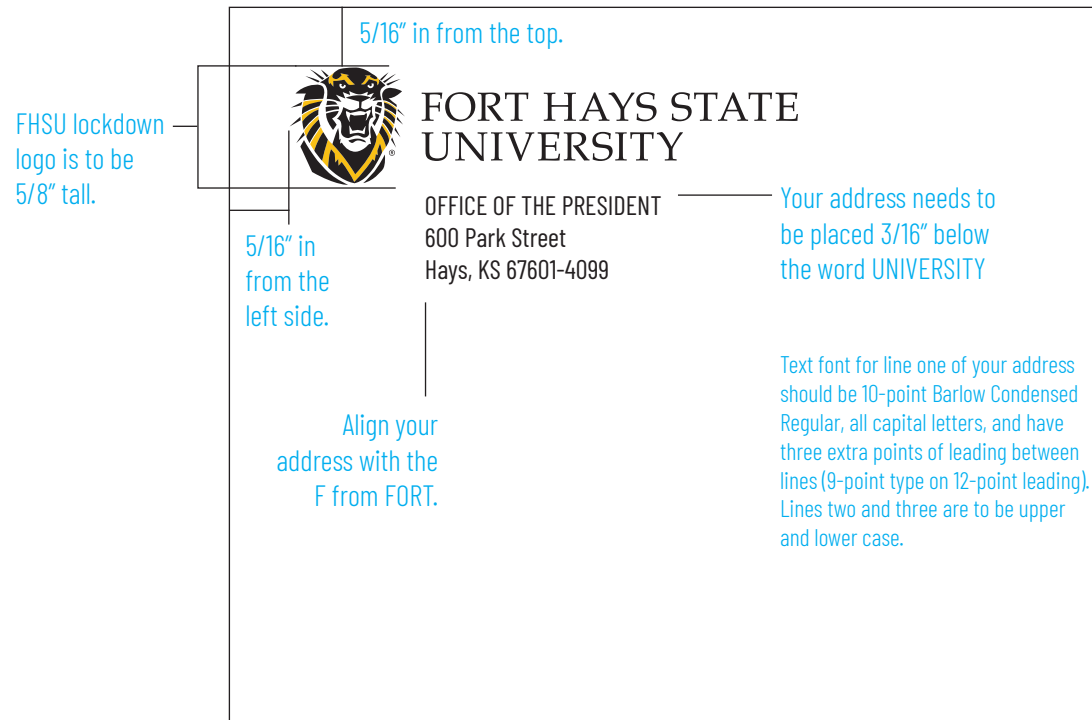 5/16” in from the top.
FORT HAYS STATE
UNIVERSITY
®
FHSU lockdown
logo is to be
5/8” tall.
OFFICE OF THE PRESIDENT
600 Park Street
Hays, KS 67601-4099
Your address needs to
be placed 3/16” below
the word UNIVERSITY
5/16” in
from the
left side.
Text font for line one of your address
should be 10-point Barlow Condensed
Regular, all capital letters, and have
three extra points of leading between
lines (9-point type on 12-point leading).
Lines two and three are to be upper
and lower case.
Align your
address with the
F from FORT.